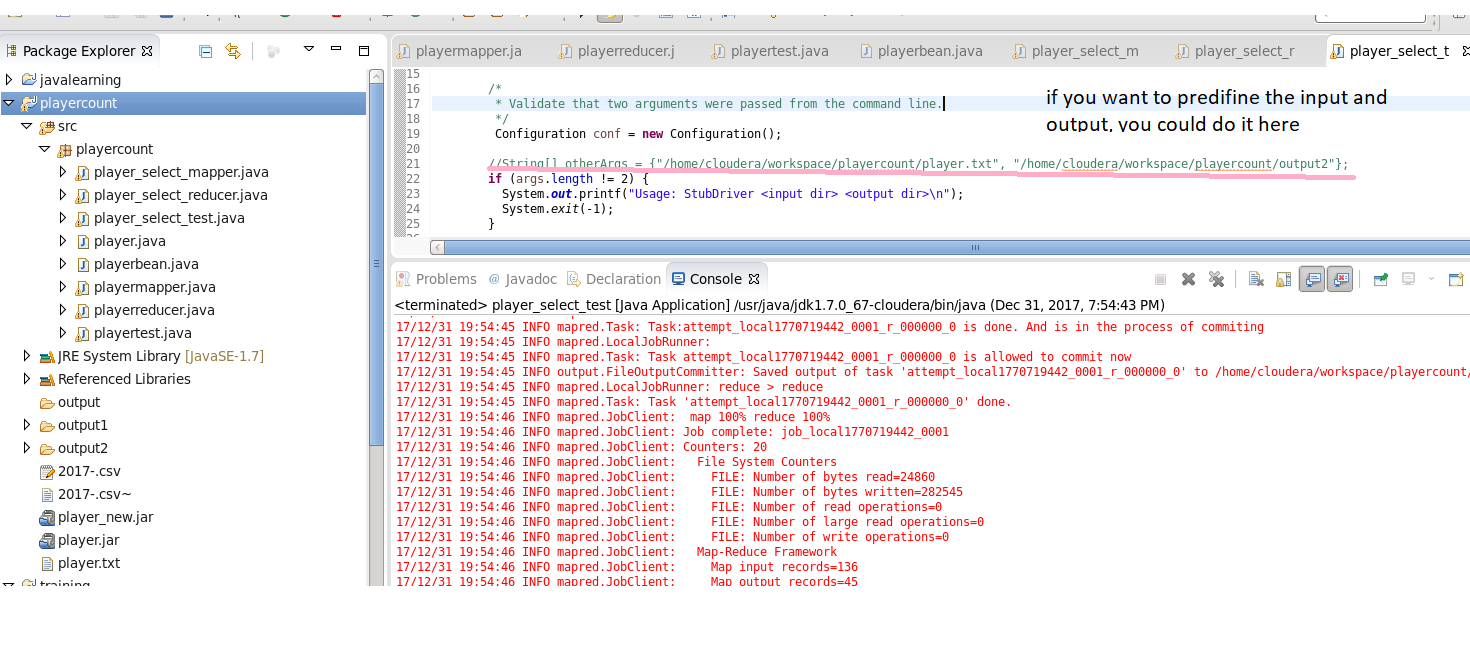 Package Explorer
javalearning
playercount
src
playercount
player_select_mapper.java
player_select_reducer.java
player_select_test.java
player.java
playerbean.java
playermapper.java
playerreducer.java
playertest.java
JRE System Library [JavaSE-1.7]
Referenced Libraries
output
output1
output2
2017-.csv
2017-.csv~
player_new.jar
player.jar
player.txt
training
playermapper.ja playerreducer.j playertest.java playerbean.java player_select_m player_select_r player_select_t
15
16 /*
17 * Validate that two arguments were passed from the command line.
18 */
19 Configuration conf = new Configuration();
20
21 //String[] otherArgs = {"/home/cloudera/workspace/playercount/player.txt", "/home/cloudera/workspace/playercount/output2"};
22 if (args.length != 2) {
23 System.out.printf("Usage: StubDriver <input dir> <output dir>\n");
24 System.exit(-1);
25 }
if you want to predifine the input and
output, you could do it here
Problems @ Javadoc Declaration Console
<terminated> player_select_test [Java Application] /usr/java/jdk1.7.0_67-cloudera/bin/java (Dec 31, 2017, 7:54:43 PM)
17/12/31 19:54:45 INFO mapred.Task: Task:attempt_local1770719442_0001_r_000000_0 is done. And is in the process of commiting
17/12/31 19:54:45 INFO mapred.LocalJobRunner:
17/12/31 19:54:45 INFO mapred.Task: Task attempt_local1770719442_0001_r_000000_0 is allowed to commit now
17/12/31 19:54:45 INFO output.FileOutputCommitter: Saved output of task 'attempt_local1770719442_0001_r_000000_0' to /home/cloudera/workspace/playercount/
17/12/31 19:54:45 INFO mapred.LocalJobRunner: reduce > reduce
17/12/31 19:54:45 INFO mapred.Task: Task 'attempt_local1770719442_0001_r_000000_0' done.
17/12/31 19:54:46 INFO mapred.JobClient: map 100% reduce 100%
17/12/31 19:54:46 INFO mapred.JobClient: Job complete: job_local1770719442_0001
17/12/31 19:54:46 INFO mapred.JobClient: Counters: 20
17/12/31 19:54:46 INFO mapred.JobClient: File System Counters
17/12/31 19:54:46 INFO mapred.JobClient: FILE: Number of bytes read=24860
17/12/31 19:54:46 INFO mapred.JobClient: FILE: Number of bytes written=282545
17/12/31 19:54:46 INFO mapred.JobClient: FILE: Number of read operations=0
17/12/31 19:54:46 INFO mapred.JobClient: FILE: Number of large read operations=0
17/12/31 19:54:46 INFO mapred.JobClient: FILE: Number of write operations=0
17/12/31 19:54:46 INFO mapred.JobClient: Map-Reduce Framework
17/12/31 19:54:46 INFO mapred.JobClient: Map input records=136
17/12/31 19:54:46 INFO mapred.JobClient: Map output records=45